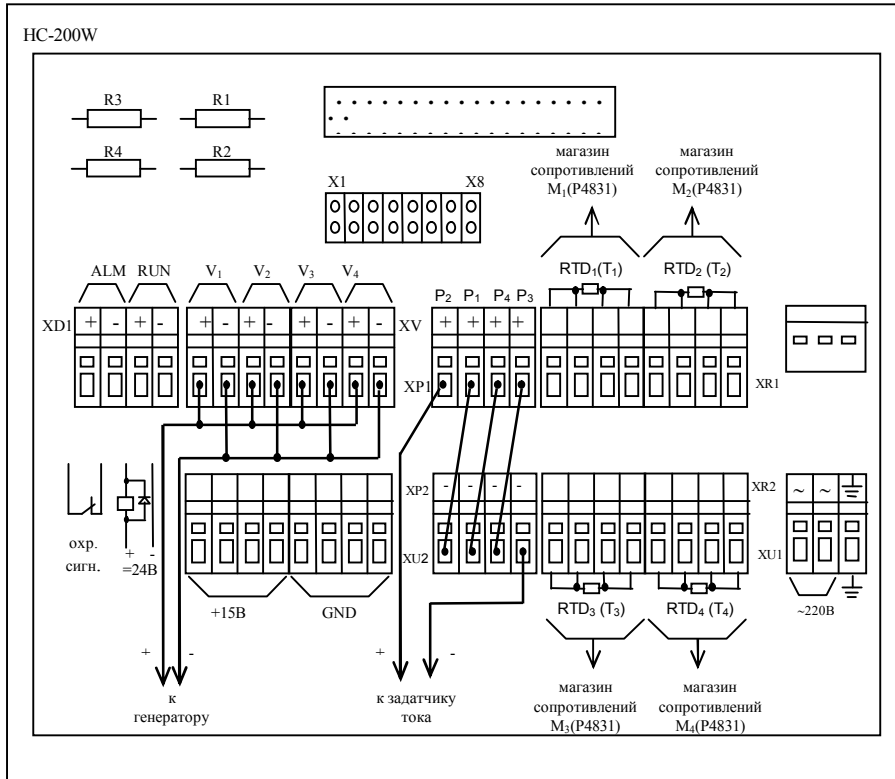 НС-200W
R3 R1
R4 R2
X1 X8
магазин
сопротивлений
M₁(P4831)
магазин
сопротивлений
M₂(P4831)
ALM RUN V₁ V₂ V₃ V₄
P₂ P₁ P₄ P₃
RTD₁(T₁) RTD₂ (T₂)
XD1 + - + - + - + - + - + - XV + + + +
XP1 XR1
XP2 - - - - XR2 ~ ~
XU2 XU1
охр.
сигн.
+ -
=24В
+15В GND
RTD₃ (T₃) RTD₄ (T₄)
~220В
+ - + -
к
генератору
к задатчику
тока
магазин
сопротивлений
M₃(P4831)
магазин
сопротивлений
M₄(P4831)